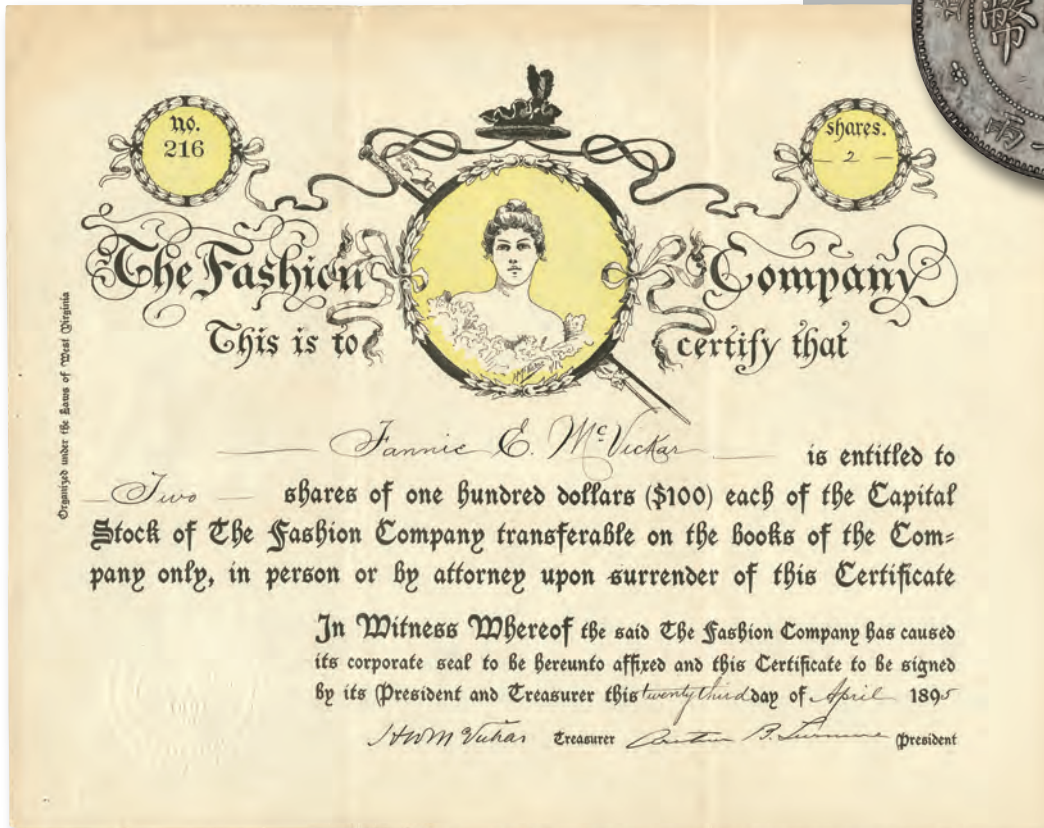 no.
216
shares.
2
The Fashion Company
This is to certify that
Fannie E. McVickar is entitled to
Two shares of one hundred dollars ($100) each of the Capital
Stock of The Fashion Company transferable on the books of the Com=
pany only, in person or by attorney upon surrender of this Certificate
In Witness Whereof the said The Fashion Company has caused
its corporate seal to be hereunto affixed and this Certificate to be signed
by its President and Treasurer this twenty third day of April 1895
HW McVickar Treasurer President
Organized under the Laws of West Virginia
幣
兩
一